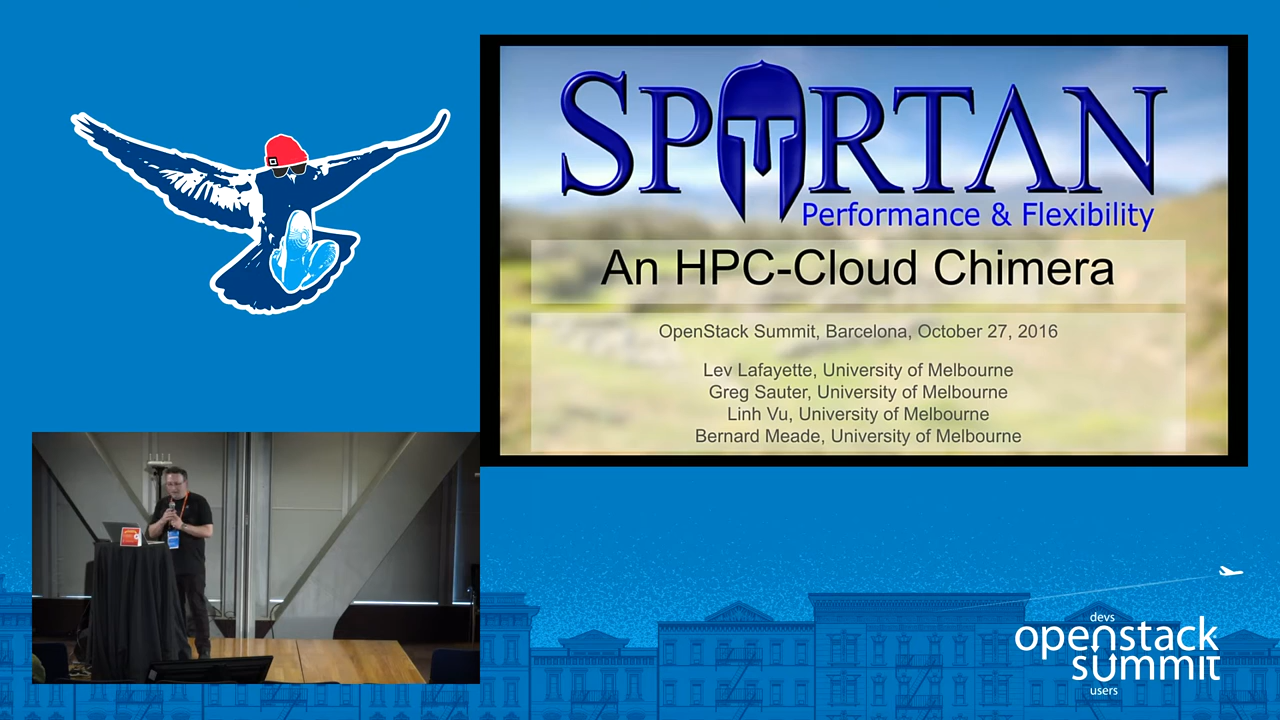 SPARTAN
Performance & Flexibility
An HPC-Cloud Chimera
OpenStack Summit, Barcelona, October 27, 2016
Lev Lafayette, University of Melbourne
Greg Sauter, University of Melbourne
Linh Vu, University of Melbourne
Bernard Meade, University of Melbourne
devs
openstack
summit
users